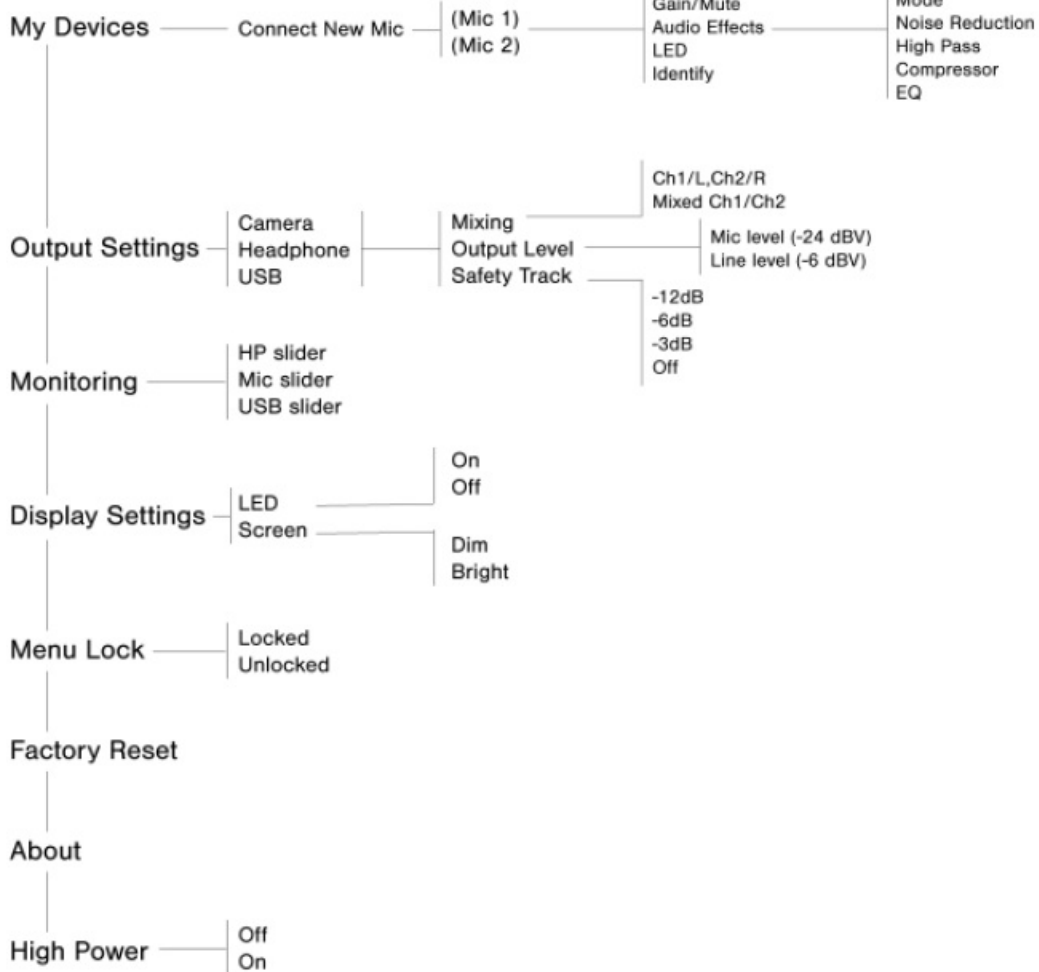 My Devices
Connect New Mic
(Mic 1)
(Mic 2)
Gain/Mute
Audio Effects
LED
Identify
Mode
Noise Reduction
High Pass
Compressor
EQ
Output Settings
Camera
Headphone
USB
Mixing
Output Level
Safety Track
Ch1/L,Ch2/R
Mixed Ch1/Ch2
Mic level (-24 dBV)
Line level (-6 dBV)
-12dB
-6dB
-3dB
Off
Monitoring
HP slider
Mic slider
USB slider
Display Settings
LED
Screen
On
Off
Dim
Bright
Menu Lock
Locked
Unlocked
Factory Reset
About
High Power
Off
On